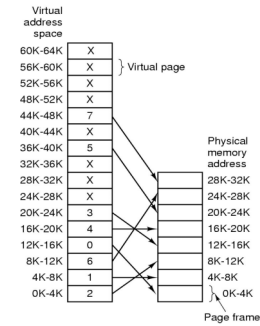 Virtual
address
space
60K-64K X
56K-60K X Virtual page
52K-56K X
48K-52K X
44K-48K 7
40K-44K X
36K-40K 5
32K-36K X
28K-32K X
24K-28K X
20K-24K 3
16K-20K 4
12K-16K 0
8K-12K 6
4K-8K 1
0K-4K 2
Physical
memory
address
28K-32K
24K-28K
20K-24K
16K-20K
12K-16K
8K-12K
4K-8K
0K-4K
Page frame